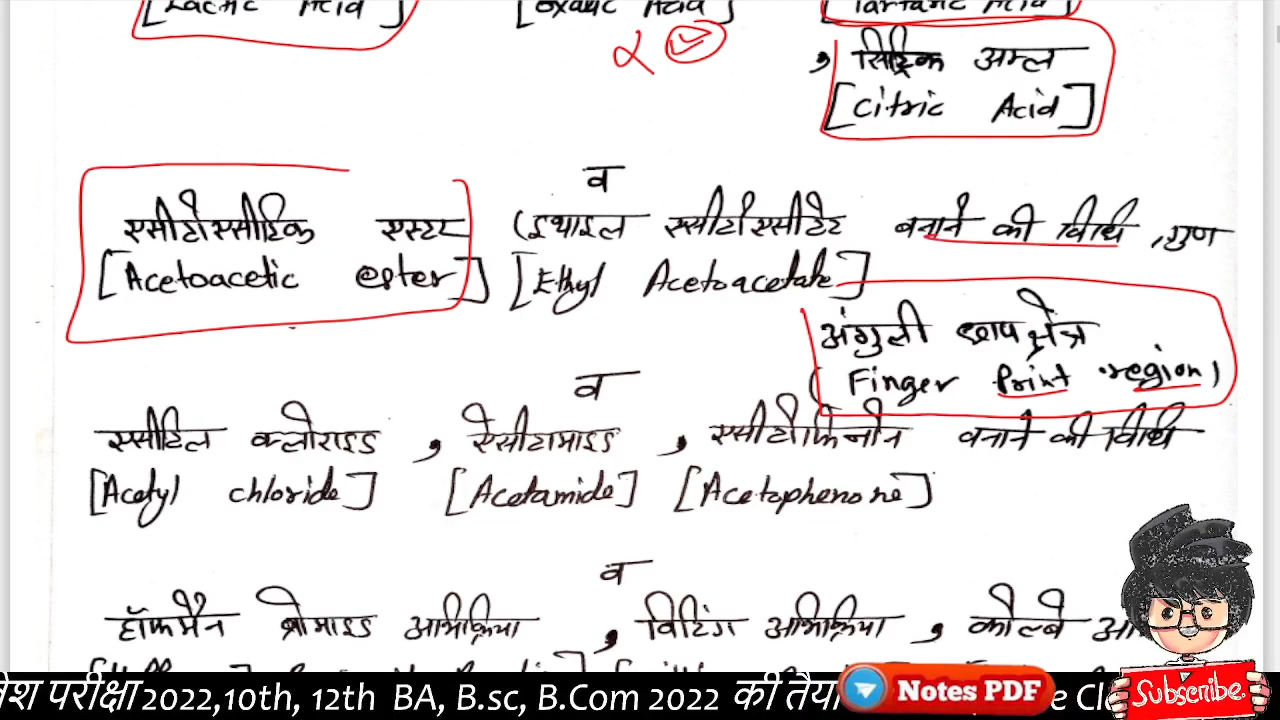 [Lactic Acid] [Oxalic Acid] [Tartaric Acid]
, सिट्रिक अम्ल
[Citric Acid]
व
एसीटोएसीटिक एस्टर (इथाइल एसीटोएसीटेट बनाने की विधि, गुण
[Acetoacetic ester] [Ethyl Acetoacetate]
अंगुली छाप क्षेत्र
(Finger Print region)
व
एसीटिल क्लोराइड , ऐसीटामाइड , एसीटोफिनोन बनाने की विधि
[Acetyl chloride] [Acetamide] [Acetophenone]
व
हॉफमैन ब्रोमाइड अभिक्रिया , विटिंग अभिक्रिया , कोल्बे
वेश परीक्षा 2022,10th, 12th BA, B.sc, B.Com 2022 की तैया
Notes PDF
Subscribe